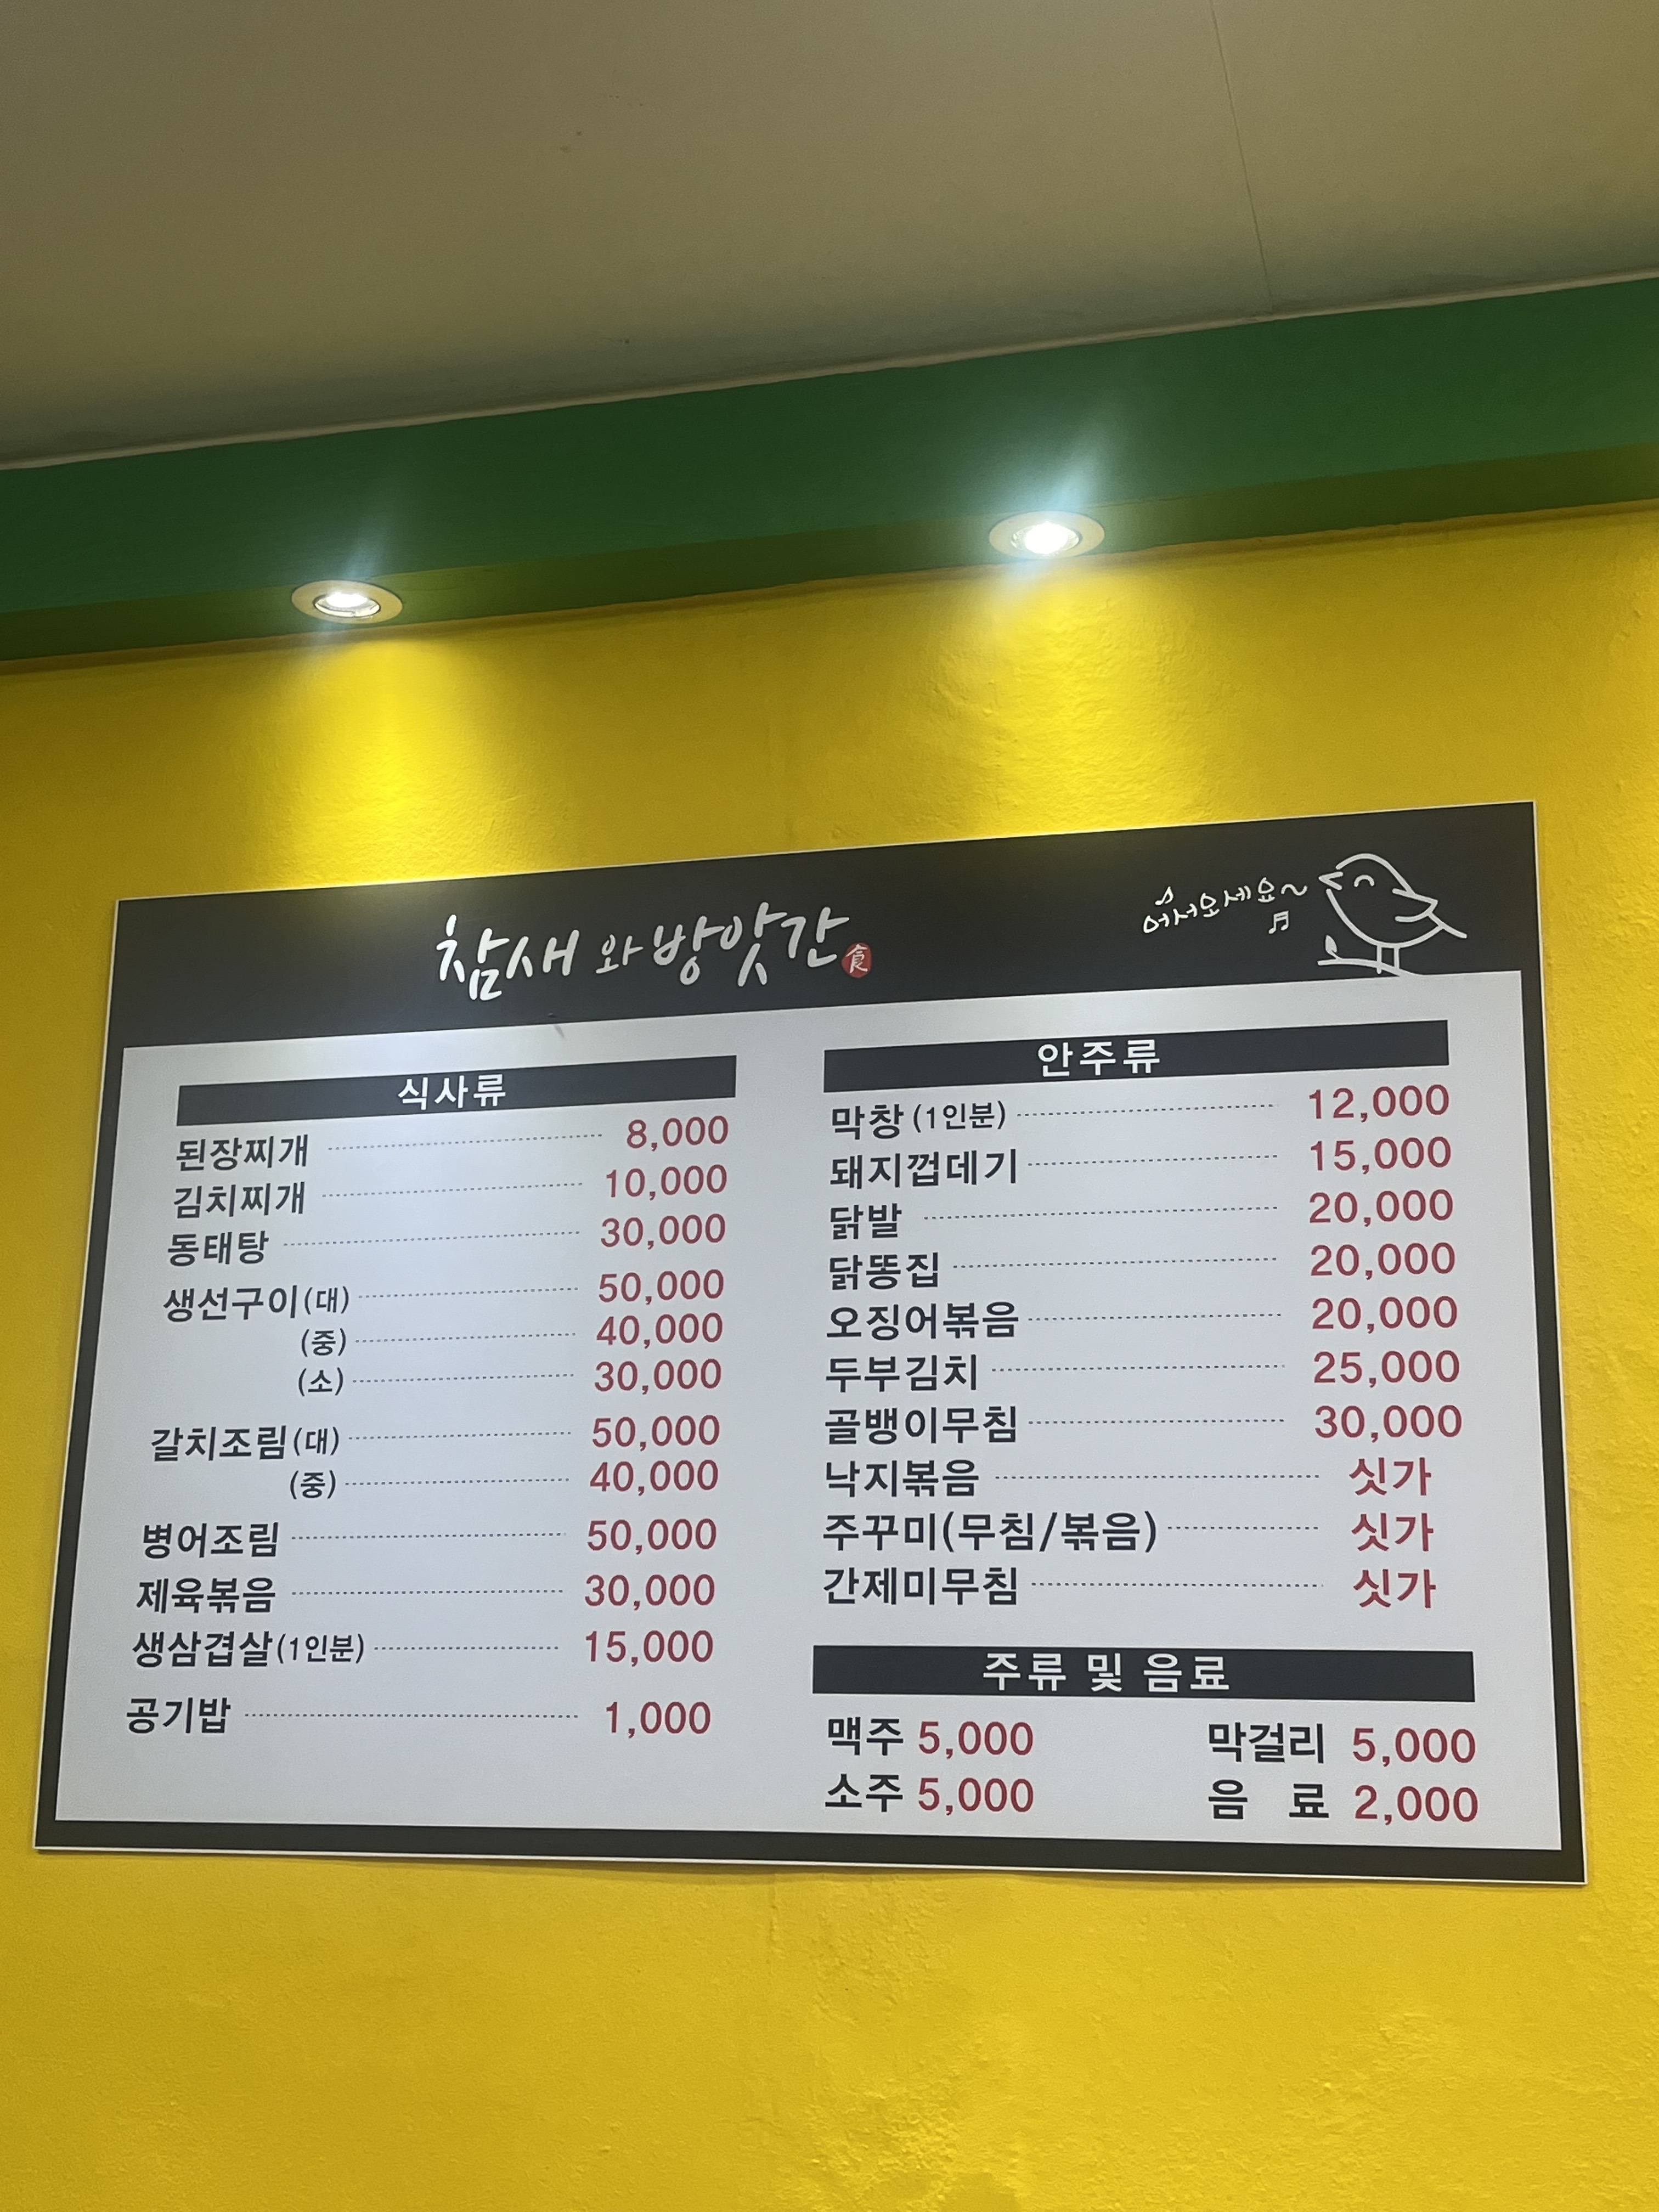 참새와방앗간 食
어서오세요~
식사류
된장찌개 8,000
김치찌개 10,000
동태탕 30,000
생선구이(대) 50,000
(중) 40,000
(소) 30,000
갈치조림(대) 50,000
(중) 40,000
병어조림 50,000
제육볶음 30,000
생삼겹살(1인분) 15,000
공기밥 1,000
안주류
막창(1인분) 12,000
돼지껍데기 15,000
닭발 20,000
닭똥집 20,000
오징어볶음 20,000
두부김치 25,000
골뱅이무침 30,000
낙지볶음 싯가
주꾸미(무침/볶음) 싯가
간제미무침 싯가
주류 및 음료
맥주 5,000 막걸리 5,000
소주 5,000 음 료 2,000